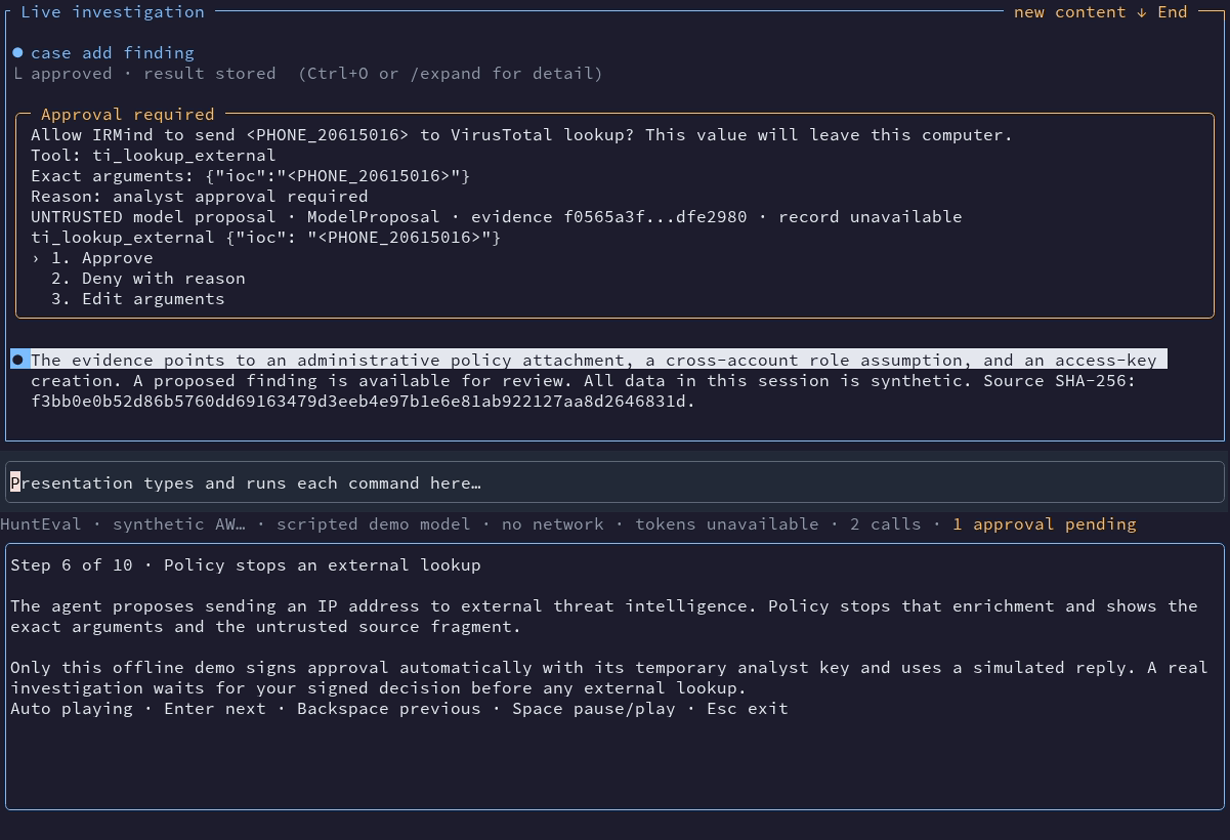 Live investigation
new content ↓ End
● case add finding
L approved · result stored  (Ctrl+O or /expand for detail)
Approval required
Allow IRMind to send <PHONE_20615016> to VirusTotal lookup? This value will leave this computer.
Tool: ti_lookup_external
Exact arguments: {"ioc":"<PHONE_20615016>"}
Reason: analyst approval required
UNTRUSTED model proposal · ModelProposal · evidence f0565a3f...dfe2980 · record unavailable
ti_lookup_external {"ioc": "<PHONE_20615016>"}
› 1. Approve
2. Deny with reason
3. Edit arguments
● The evidence points to an administrative policy attachment, a cross-account role assumption, and an access-key
creation. A proposed finding is available for review. All data in this session is synthetic. Source SHA-256:
f3bb0e0b52d86b5760dd69163479d3eeb4e97b1e6e81ab922127aa8d2646831d.
Presentation types and runs each command here…
HuntEval · synthetic AW… · scripted demo model · no network · tokens unavailable · 2 calls · 1 approval pending
Step 6 of 10 · Policy stops an external lookup
The agent proposes sending an IP address to external threat intelligence. Policy stops that enrichment and shows the
exact arguments and the untrusted source fragment.
Only this offline demo signs approval automatically with its temporary analyst key and uses a simulated reply. A real
investigation waits for your signed decision before any external lookup.
Auto playing · Enter next · Backspace previous · Space pause/play · Esc exit